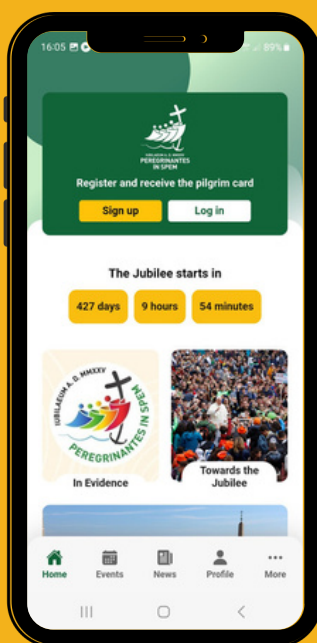 16:05
89%
IUBILAEUM A. D. MMXXV
PEREGRINANTES
IN SPEM
Register and receive the pilgrim card
Sign up
Log in
The Jubilee starts in
427 days
9 hours
54 minutes
IUBILAEUM A. D. MMXXV
PEREGRINANTES IN SPEM
In Evidence
Towards the
Jubilee
Home
Events
News
Profile
More